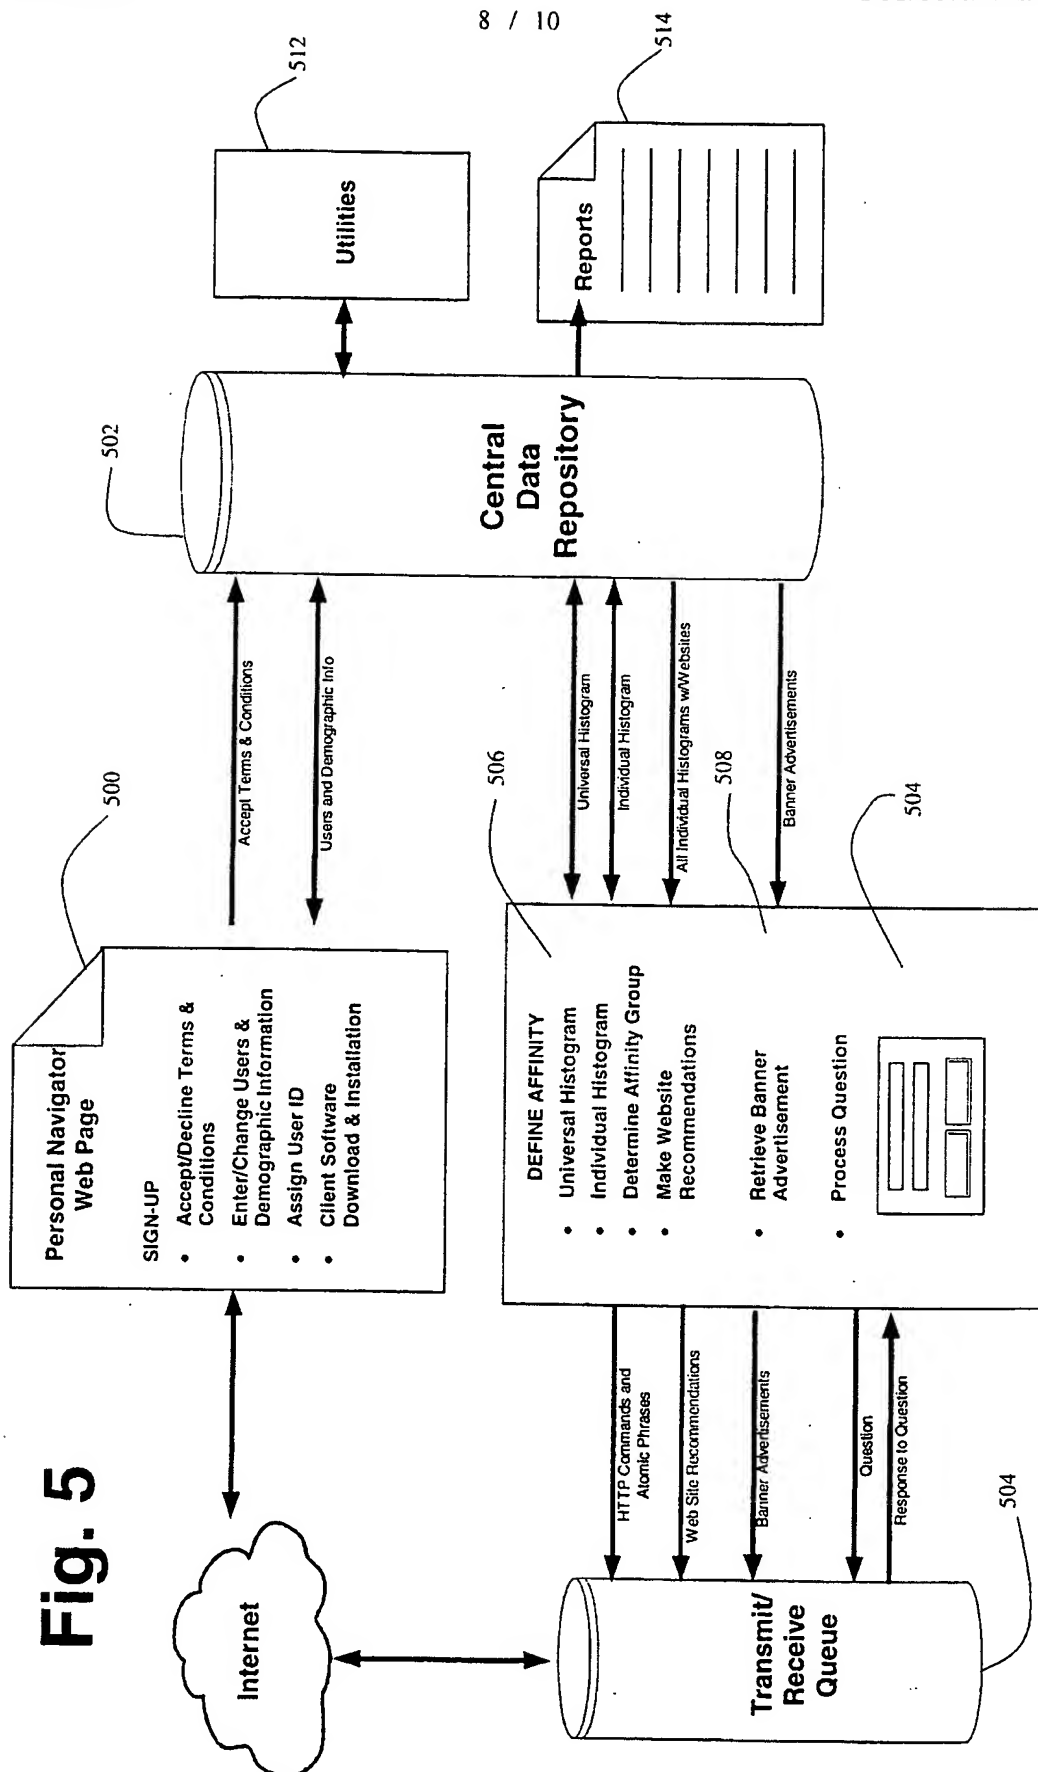 8 / 10
Fig. 5
Internet
Personal Navigator
Web Page
SIGN-UP
• Accept/Decline Terms &
Conditions
• Enter/Change Users &
Demographic Information
• Assign User ID
• Client Software
Download & Installation
500
Accept Terms & Conditions
Users and Demographic Info
502
Central
Data
Repository
Utilities
512
Reports
514
Transmit/
Receive
Queue
504
HTTP Commands and
Atomic Phrases
Web Site Recommendations
Banner Advertisements
Question
Response to Question
DEFINE AFFINITY
• Universal Histogram
• Individual Histogram
• Determine Affinity Group
• Make Website
Recommendations
• Retrieve Banner
Advertisement
• Process Question
506
508
504
Universal Histogram
Individual Histogram
All Individual Histograms w/Websites
Banner Advertisements